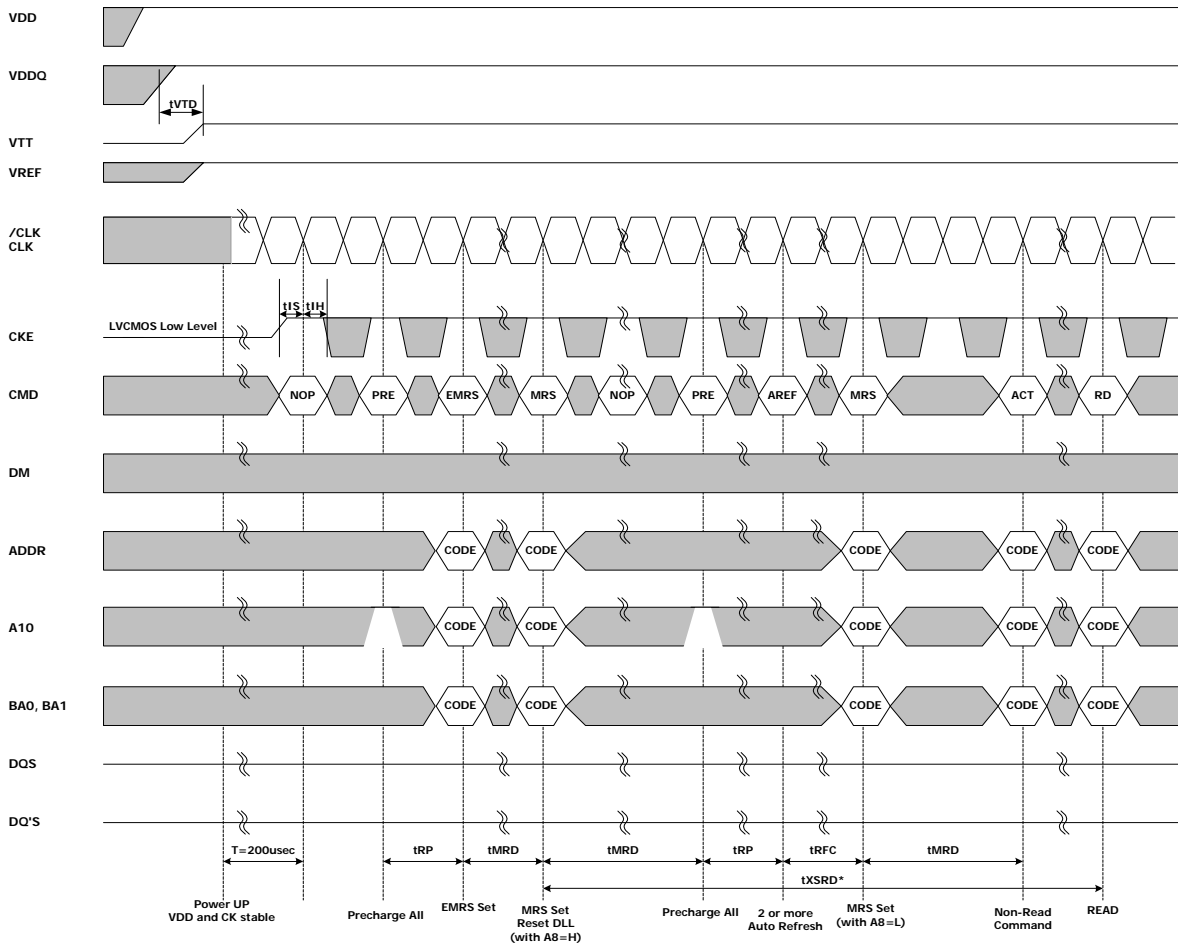 VDD
VDDQ
tVTD
VTT
VREF
/CLK
CLK
tIS tIH
LVCMOS Low Level
CKE
CMD NOP PRE EMRS MRS NOP PRE AREF MRS ACT RD
DM
ADDR CODE CODE CODE CODE CODE
A10 CODE CODE CODE CODE CODE
BA0, BA1 CODE CODE CODE CODE CODE
DQS
DQ'S
T=200usec tRP tMRD tMRD tRP tRFC tMRD
tXSRD*
Power UP
VDD and CK stable
Precharge All
EMRS Set
MRS Set
Reset DLL
(with A8=H)
Precharge All
2 or more
Auto Refresh
MRS Set
(with A8=L)
Non-Read
Command
READ